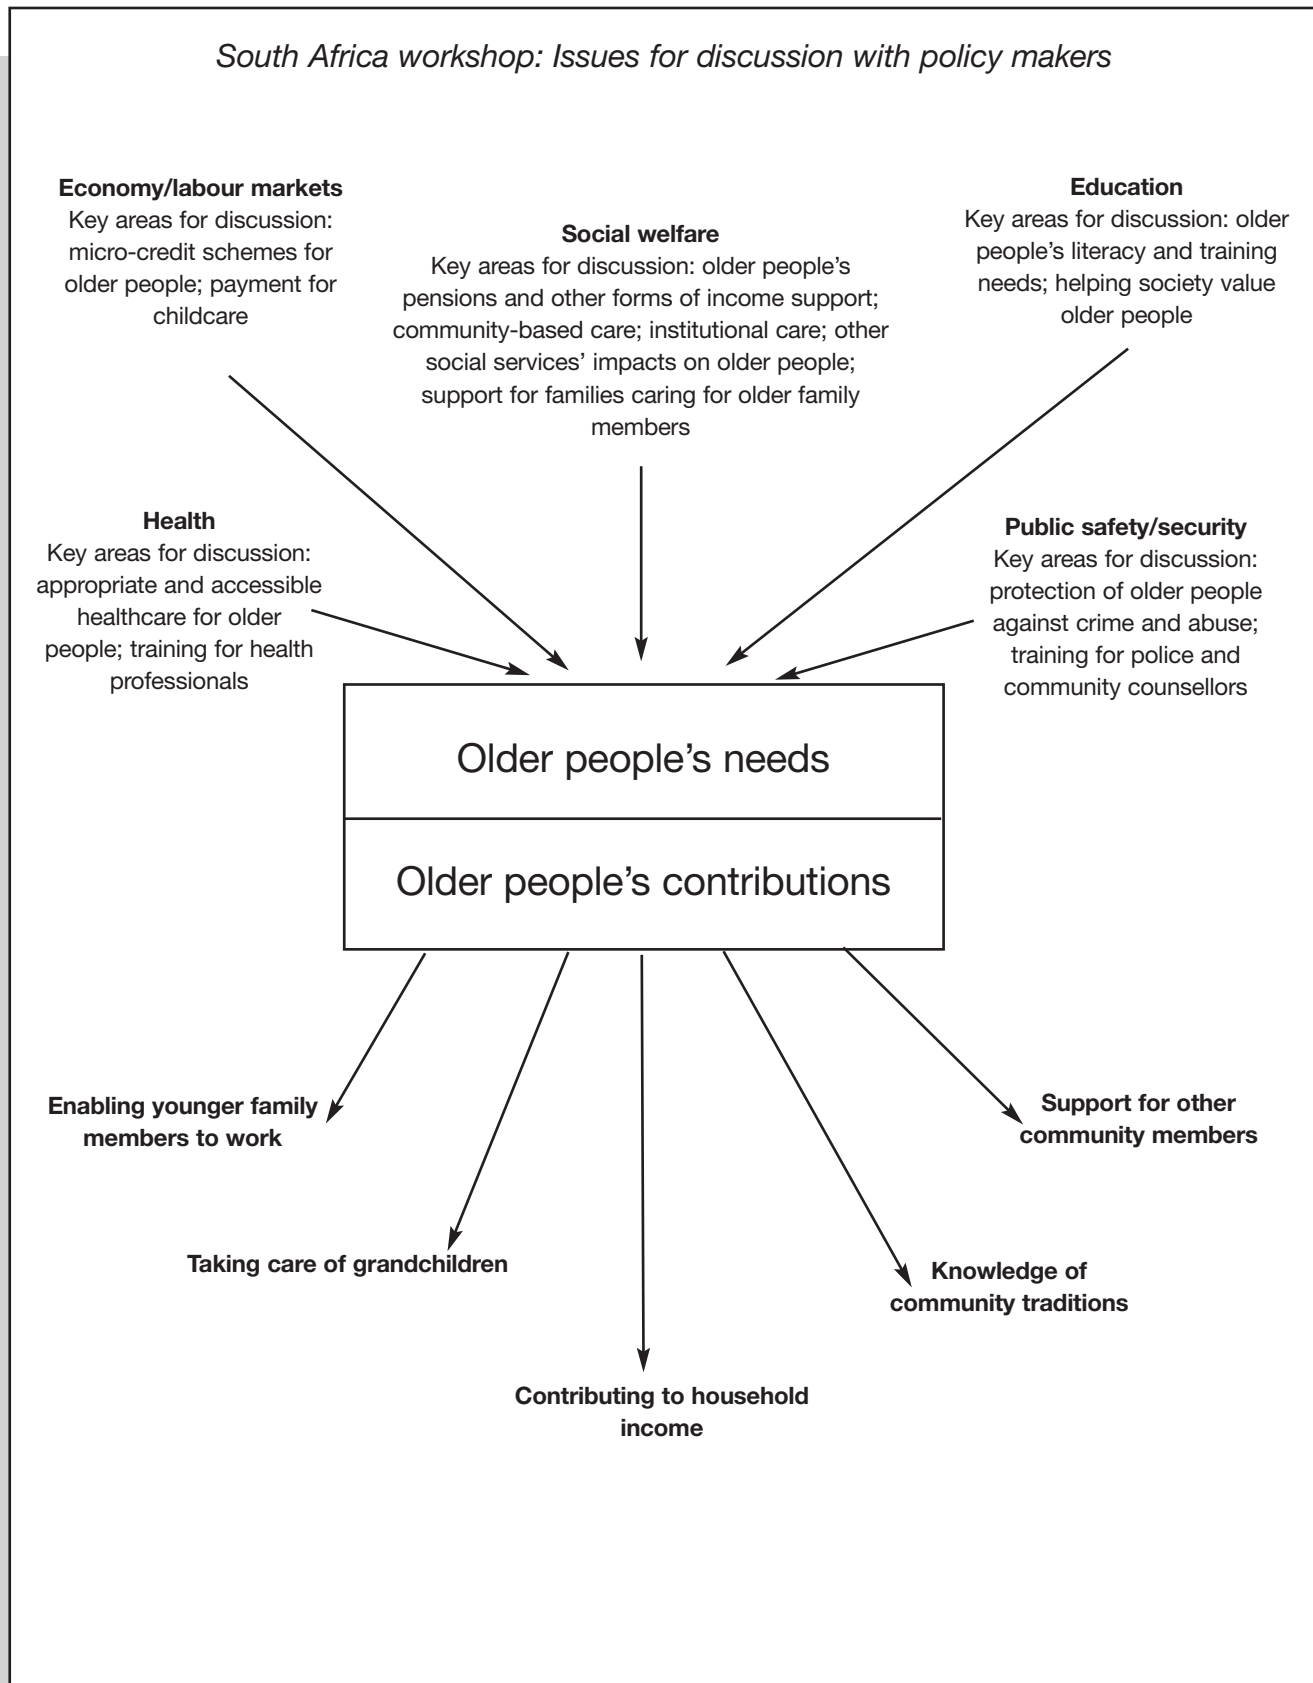 South Africa workshop: Issues for discussion with policy makers
Economy/labour markets
Key areas for discussion:
micro-credit schemes for
older people; payment for
childcare
Social welfare
Key areas for discussion: older people’s
pensions and other forms of income support;
community-based care; institutional care; other
social services’ impacts on older people;
support for families caring for older family
members
Education
Key areas for discussion: older
people’s literacy and training
needs; helping society value
older people
Health
Key areas for discussion:
appropriate and accessible
healthcare for older
people; training for health
professionals
Public safety/security
Key areas for discussion:
protection of older people
against crime and abuse;
training for police and
community counsellors
Older people’s needs
Older people’s contributions
Enabling younger family
members to work
Support for other
community members
Taking care of grandchildren
Knowledge of
community traditions
Contributing to household
income